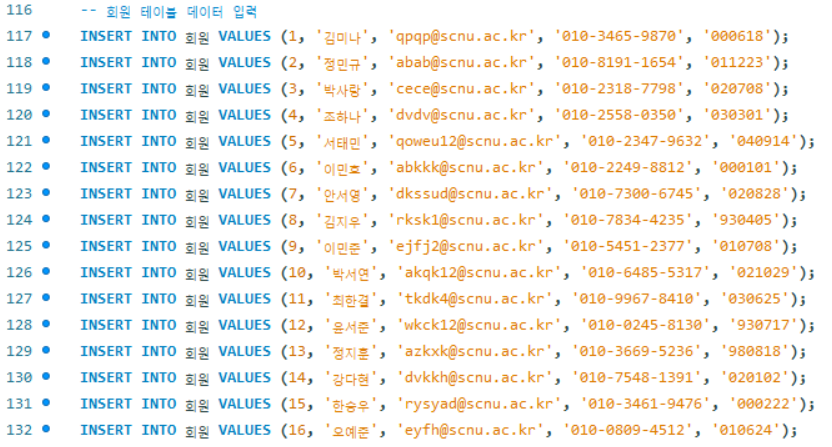 116 -- 회원 테이블 데이터 입력
117 INSERT INTO 회원 VALUES (1, '김미나', 'qpqp@scnu.ac.kr', '010-3465-9870', '000618');
118 INSERT INTO 회원 VALUES (2, '정민규', 'abab@scnu.ac.kr', '010-8191-1654', '011223');
119 INSERT INTO 회원 VALUES (3, '박사랑', 'cece@scnu.ac.kr', '010-2318-7798', '020708');
120 INSERT INTO 회원 VALUES (4, '조하나', 'dvdv@scnu.ac.kr', '010-2558-0350', '030301');
121 INSERT INTO 회원 VALUES (5, '서태민', 'qoweu12@scnu.ac.kr', '010-2347-9632', '040914');
122 INSERT INTO 회원 VALUES (6, '이민호', 'abkkk@scnu.ac.kr', '010-2249-8812', '000101');
123 INSERT INTO 회원 VALUES (7, '안서영', 'dkssud@scnu.ac.kr', '010-7300-6745', '020828');
124 INSERT INTO 회원 VALUES (8, '김지우', 'rksk1@scnu.ac.kr', '010-7834-4235', '930405');
125 INSERT INTO 회원 VALUES (9, '이민준', 'ejfj2@scnu.ac.kr', '010-5451-2377', '010708');
126 INSERT INTO 회원 VALUES (10, '박서연', 'akqk12@scnu.ac.kr', '010-6485-5317', '021029');
127 INSERT INTO 회원 VALUES (11, '최한결', 'tkdk4@scnu.ac.kr', '010-9967-8410', '030625');
128 INSERT INTO 회원 VALUES (12, '윤서준', 'wkck12@scnu.ac.kr', '010-0245-8130', '930717');
129 INSERT INTO 회원 VALUES (13, '정지훈', 'azkxk@scnu.ac.kr', '010-3669-5236', '980818');
130 INSERT INTO 회원 VALUES (14, '강다현', 'dvkkh@scnu.ac.kr', '010-7548-1391', '020102');
131 INSERT INTO 회원 VALUES (15, '한승우', 'rysyad@scnu.ac.kr', '010-3461-9476', '000222');
132 INSERT INTO 회원 VALUES (16, '오예준', 'eyfh@scnu.ac.kr', '010-0809-4512', '010624');